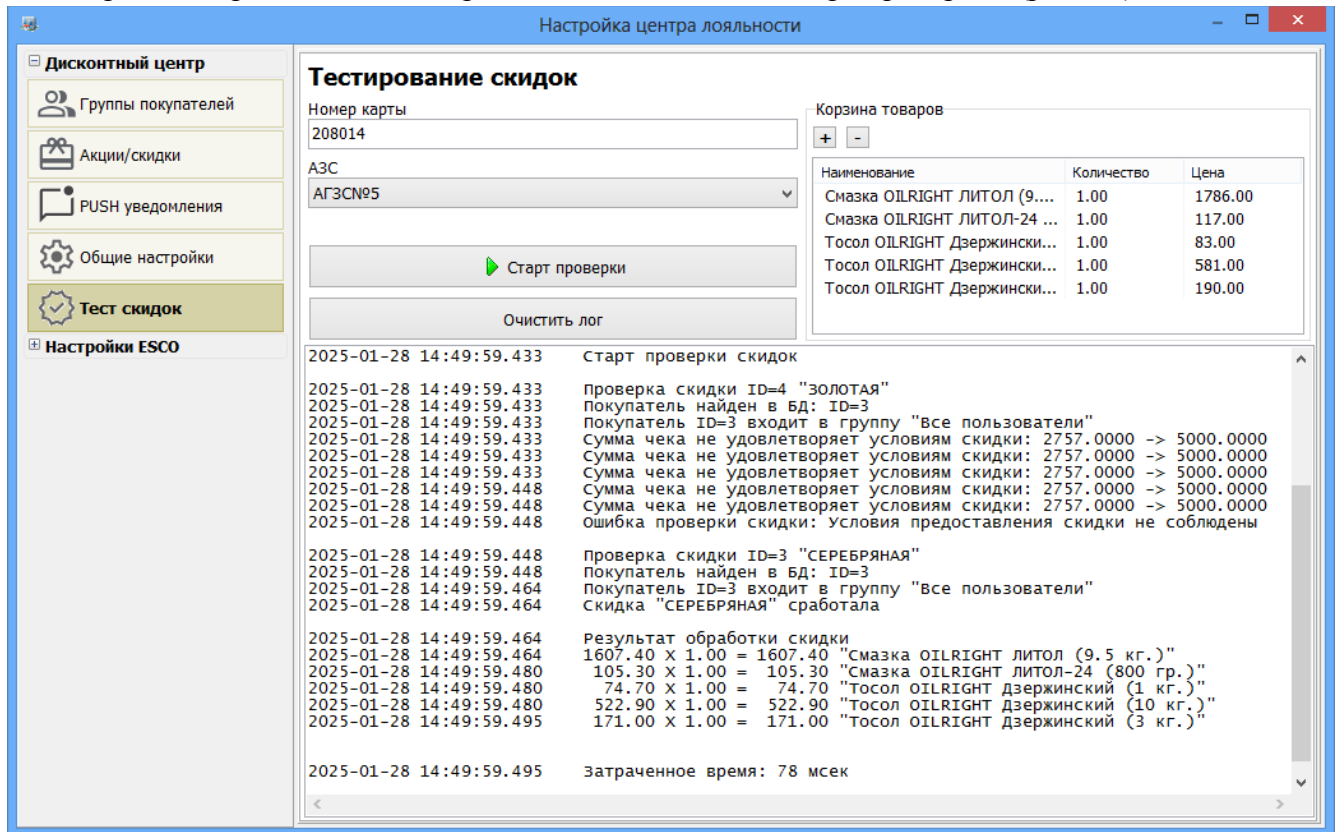 Настройка центра лояльности
Дисконтный центр
Группы покупателей
Акции/скидки
PUSH уведомления
Общие настройки
Тест скидок
Настройки ESCO
Тестирование скидок
Номер карты
208014
АЗС
АГЗС№5
Старт проверки
Очистить лог
Корзина товаров
+ -
Наименование Количество Цена
Смазка OILRIGHT ЛИТОЛ (9.... 1.00 1786.00
Смазка OILRIGHT ЛИТОЛ-24 ... 1.00 117.00
Тосол OILRIGHT Дзержински... 1.00 83.00
Тосол OILRIGHT Дзержински... 1.00 581.00
Тосол OILRIGHT Дзержински... 1.00 190.00
2025-01-28 14:49:59.433 Старт проверки скидок
2025-01-28 14:49:59.433 Проверка скидки ID=4 "ЗОЛОТАЯ"
2025-01-28 14:49:59.433 Покупатель найден в БД: ID=3
2025-01-28 14:49:59.433 Покупатель ID=3 входит в группу "Все пользователи"
2025-01-28 14:49:59.433 Сумма чека не удовлетворяет условиям скидки: 2757.0000 -> 5000.0000
2025-01-28 14:49:59.433 Сумма чека не удовлетворяет условиям скидки: 2757.0000 -> 5000.0000
2025-01-28 14:49:59.433 Сумма чека не удовлетворяет условиям скидки: 2757.0000 -> 5000.0000
2025-01-28 14:49:59.448 Сумма чека не удовлетворяет условиям скидки: 2757.0000 -> 5000.0000
2025-01-28 14:49:59.448 Сумма чека не удовлетворяет условиям скидки: 2757.0000 -> 5000.0000
2025-01-28 14:49:59.448 Ошибка проверки скидки: Условия предоставления скидки не соблюдены
2025-01-28 14:49:59.448 Проверка скидки ID=3 "СЕРЕБРЯНАЯ"
2025-01-28 14:49:59.448 Покупатель найден в БД: ID=3
2025-01-28 14:49:59.464 Покупатель ID=3 входит в группу "Все пользователи"
2025-01-28 14:49:59.464 Скидка "СЕРЕБРЯНАЯ" сработала
2025-01-28 14:49:59.464 Результат обработки скидки
2025-01-28 14:49:59.464 1607.40 X 1.00 = 1607.40 "Смазка OILRIGHT ЛИТОЛ (9.5 кг.)"
2025-01-28 14:49:59.480 105.30 X 1.00 = 105.30 "Смазка OILRIGHT ЛИТОЛ-24 (800 гр.)"
2025-01-28 14:49:59.480 74.70 X 1.00 = 74.70 "Тосол OILRIGHT Дзержинский (1 кг.)"
2025-01-28 14:49:59.480 522.90 X 1.00 = 522.90 "Тосол OILRIGHT Дзержинский (10 кг.)"
2025-01-28 14:49:59.495 171.00 X 1.00 = 171.00 "Тосол OILRIGHT Дзержинский (3 кг.)"
2025-01-28 14:49:59.495 Затраченное время: 78 мсек